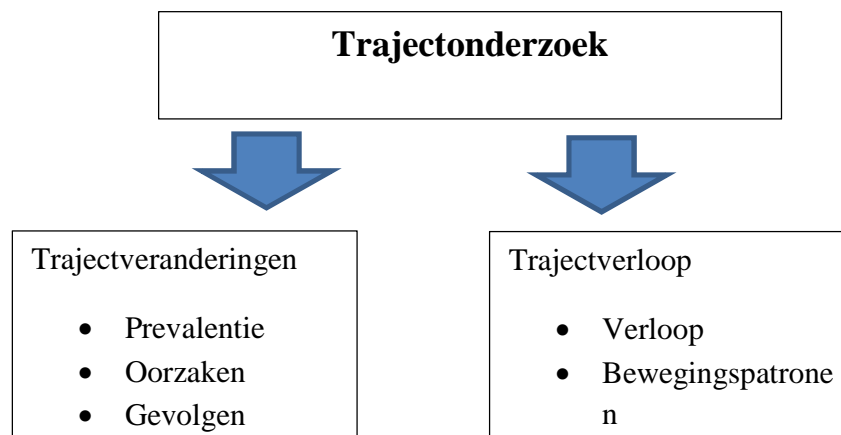 Trajectonderzoek
Trajectveranderingen
• Prevalentie
• Oorzaken
• Gevolgen
Trajectverloop
• Verloop
• Bewegingspatrone
n